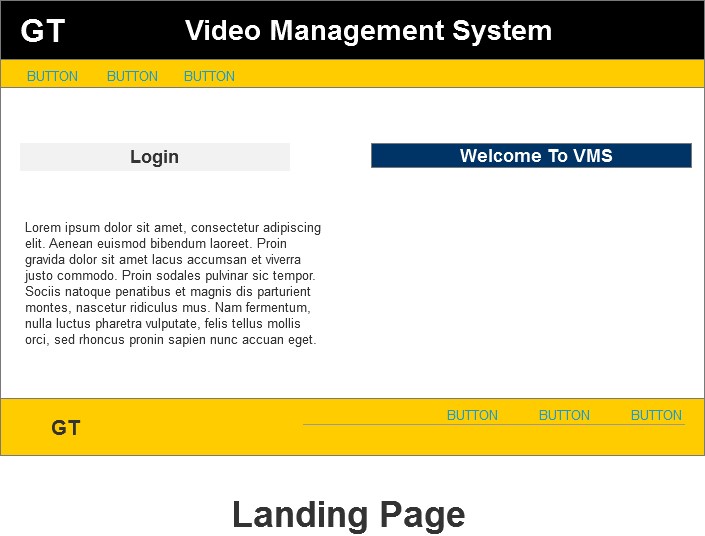 GT Video Management System
BUTTON BUTTON BUTTON
Login
Welcome To VMS
Lorem ipsum dolor sit amet, consectetur adipiscing
elit. Aenean euismod bibendum laoreet. Proin
gravida dolor sit amet lacus accumsan et viverra
justo commodo. Proin sodales pulvinar sic tempor.
Sociis natoque penatibus et magnis dis parturient
montes, nascetur ridiculus mus. Nam fermentum,
nulla luctus pharetra vulputate, felis tellus mollis
orci, sed rhoncus pronin sapien nunc accuan eget.
BUTTON BUTTON BUTTON
GT
Landing Page